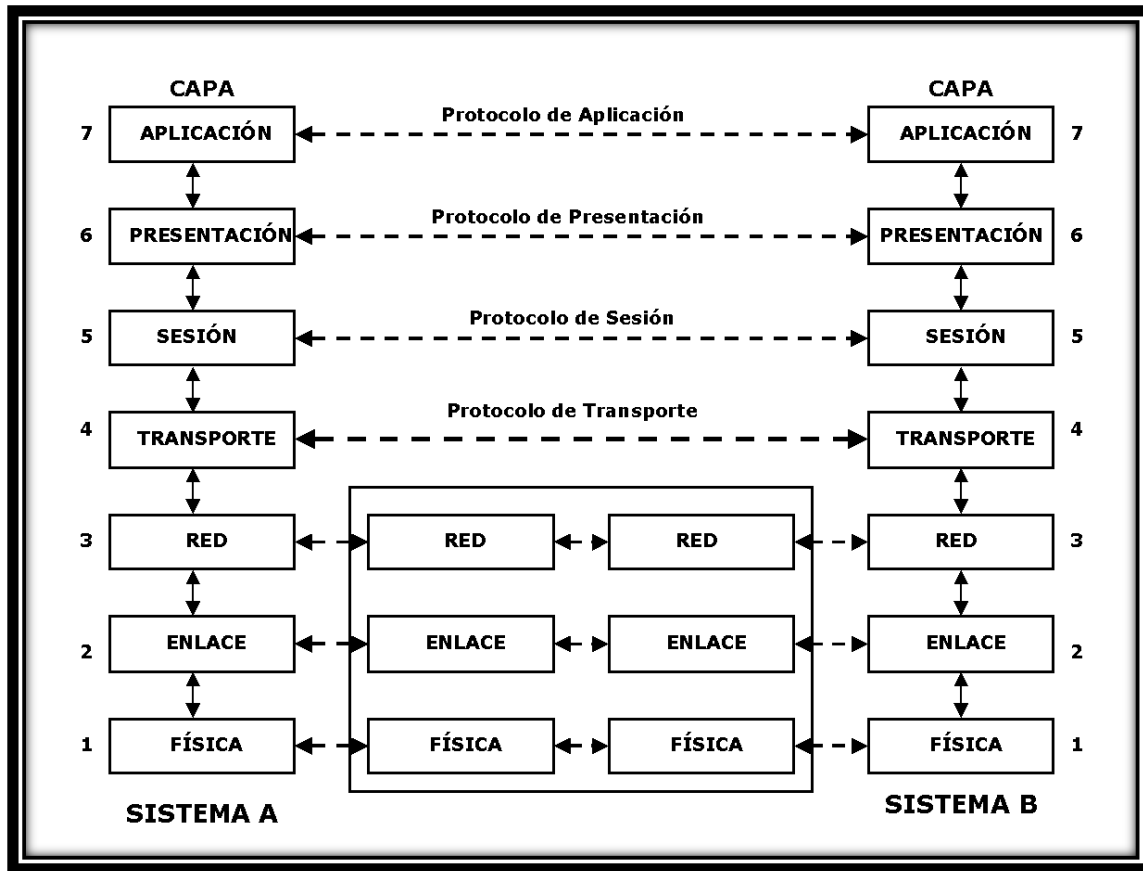 CAPA CAPA
Protocolo de Aplicación
7 APLICACIÓN APLICACIÓN 7
Protocolo de Presentación
6 PRESENTACIÓN PRESENTACIÓN 6
Protocolo de Sesión
5 SESIÓN SESIÓN 5
Protocolo de Transporte
4 TRANSPORTE TRANSPORTE 4
3 RED RED RED RED 3
2 ENLACE ENLACE ENLACE ENLACE 2
1 FÍSICA FÍSICA FÍSICA FÍSICA 1
SISTEMA A SISTEMA B